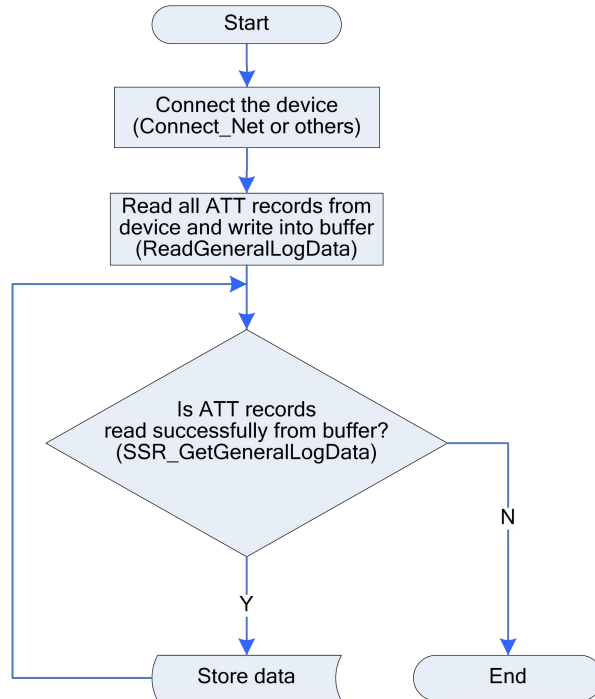 Start
Connect the device
(Connect_Net or others)
Read all ATT records from
device and write into buffer
(ReadGeneralLogData)
Is ATT records
read successfully from buffer?
(SSR_GetGeneralLogData)
N
Y
Store data
End